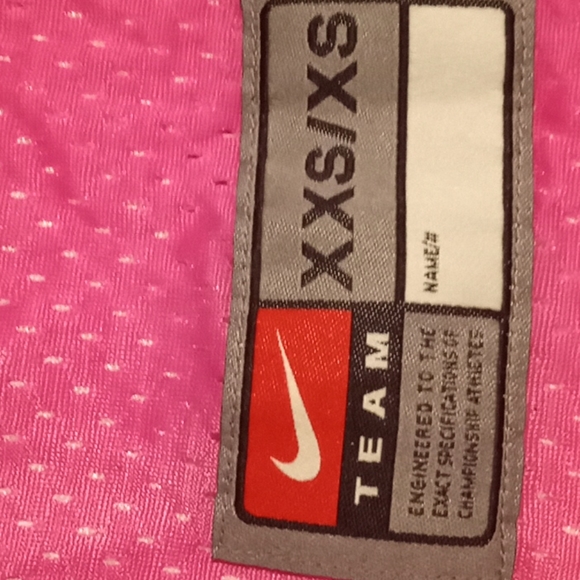 XXS/XS
NAME/#
TEAM
ENGINEERED TO THE
EXACT SPECIFICATIONS OF
CHAMPIONSHIP ATHLETES